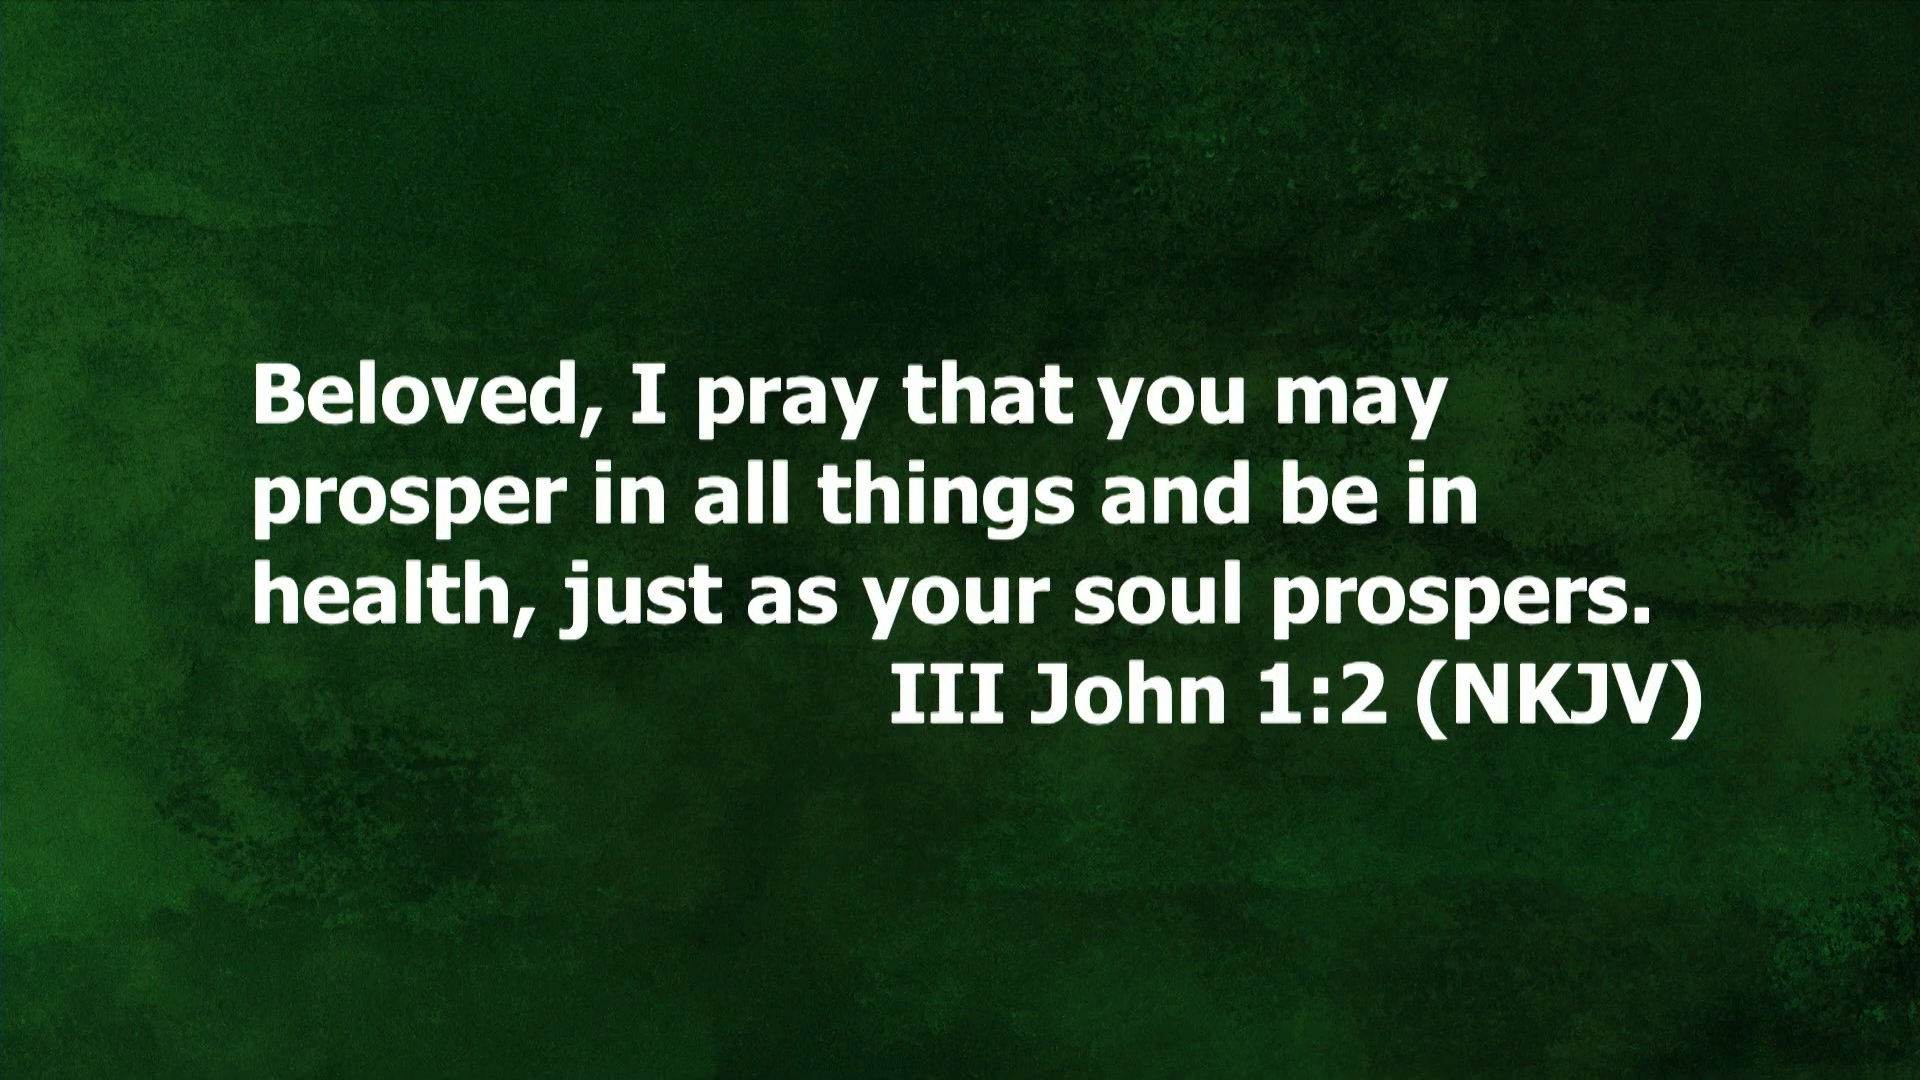 Beloved, I pray that you may
prosper in all things and be in
health, just as your soul prospers.
III John 1:2 (NKJV)